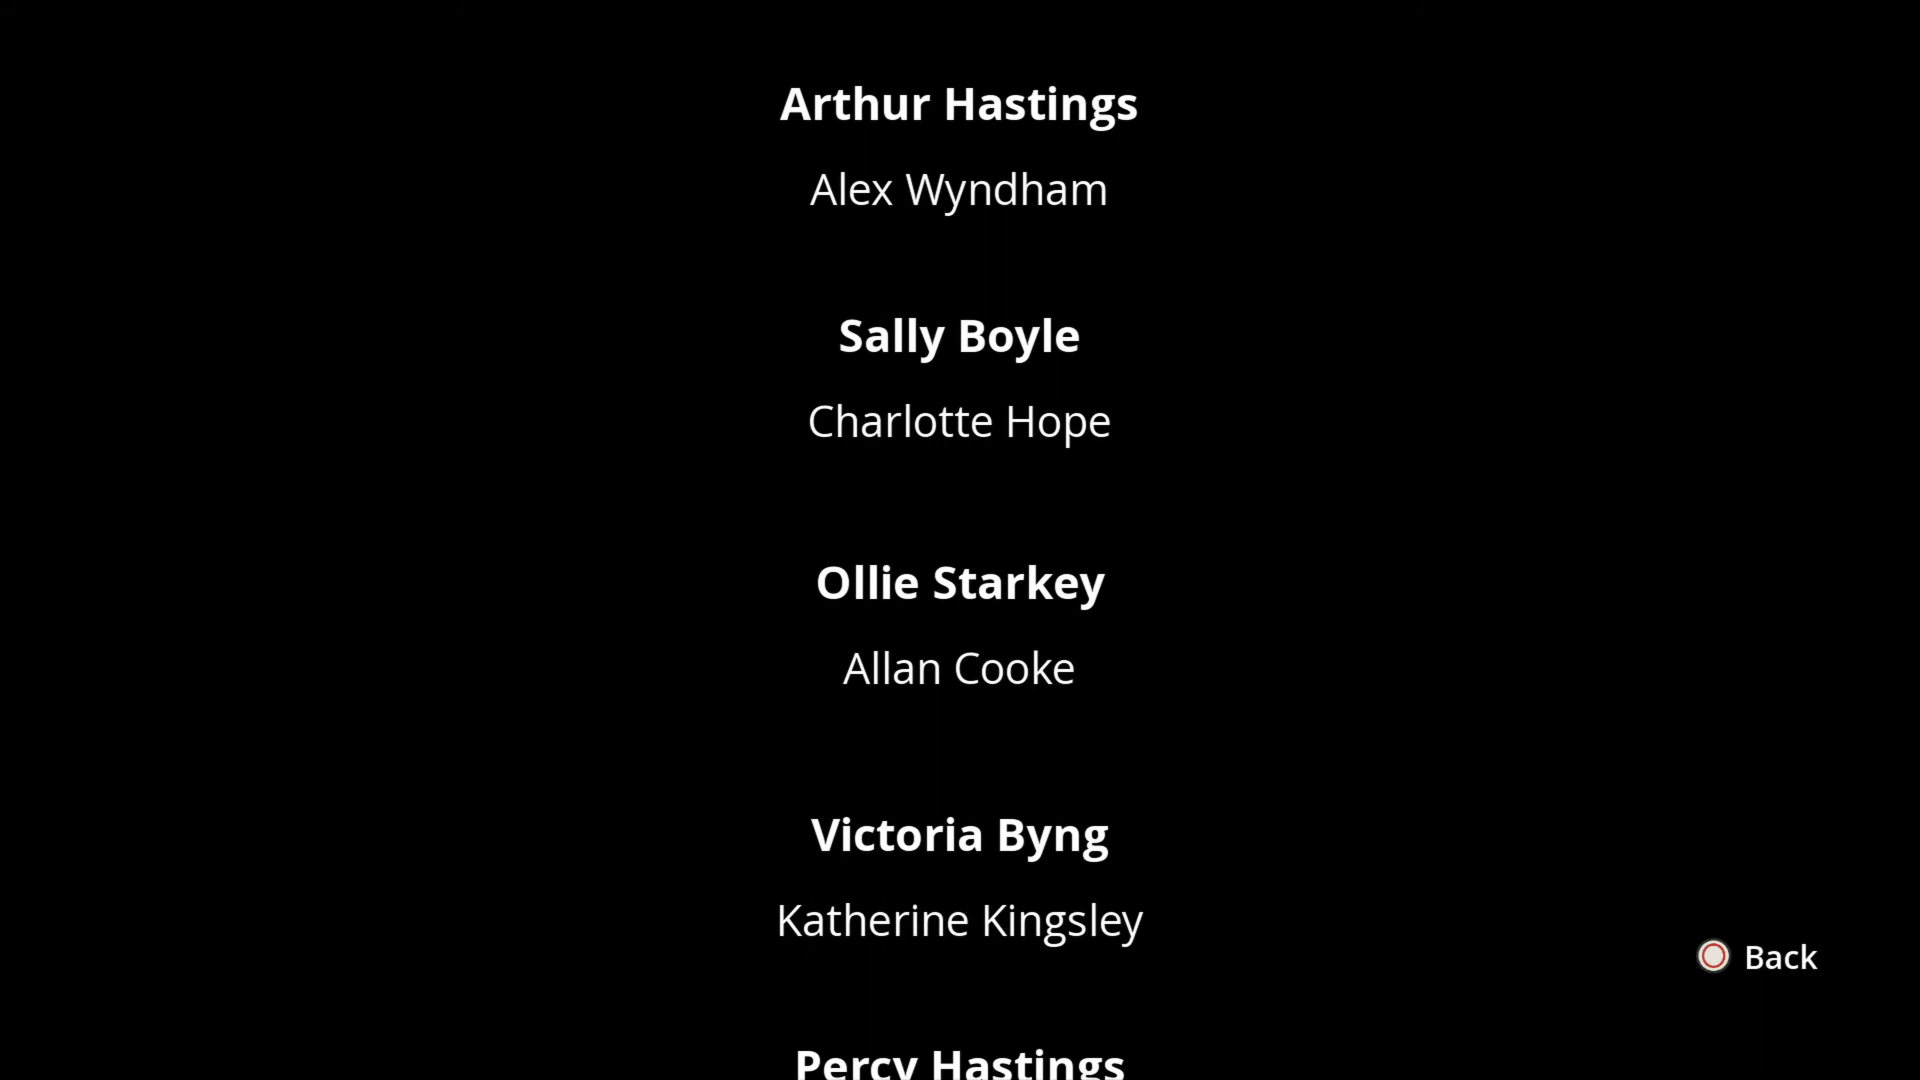 Arthur Hastings
Alex Wyndham
Sally Boyle
Charlotte Hope
Ollie Starkey
Allan Cooke
Victoria Byng
Katherine Kingsley
Back
Percy Hastings